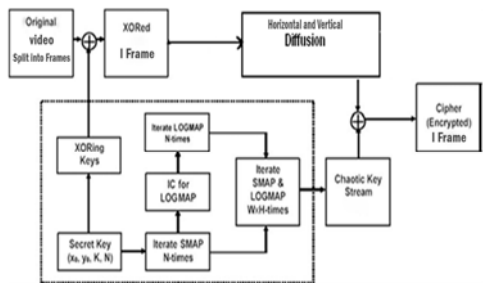 Original
video
Split into Frames
XORed
I Frame
Horizontal and Vertical
Diffusion
Cipher
(Encrypted)
I Frame
XORing
Keys
Iterate LOGMAP
N-times
IC for
LOGMAP
Iterate
SMAP &
LOGMAP
WxH-times
Chaotic Key
Stream
Secret Key
(x₀, y₀, K, N)
Iterate SMAP
N-times